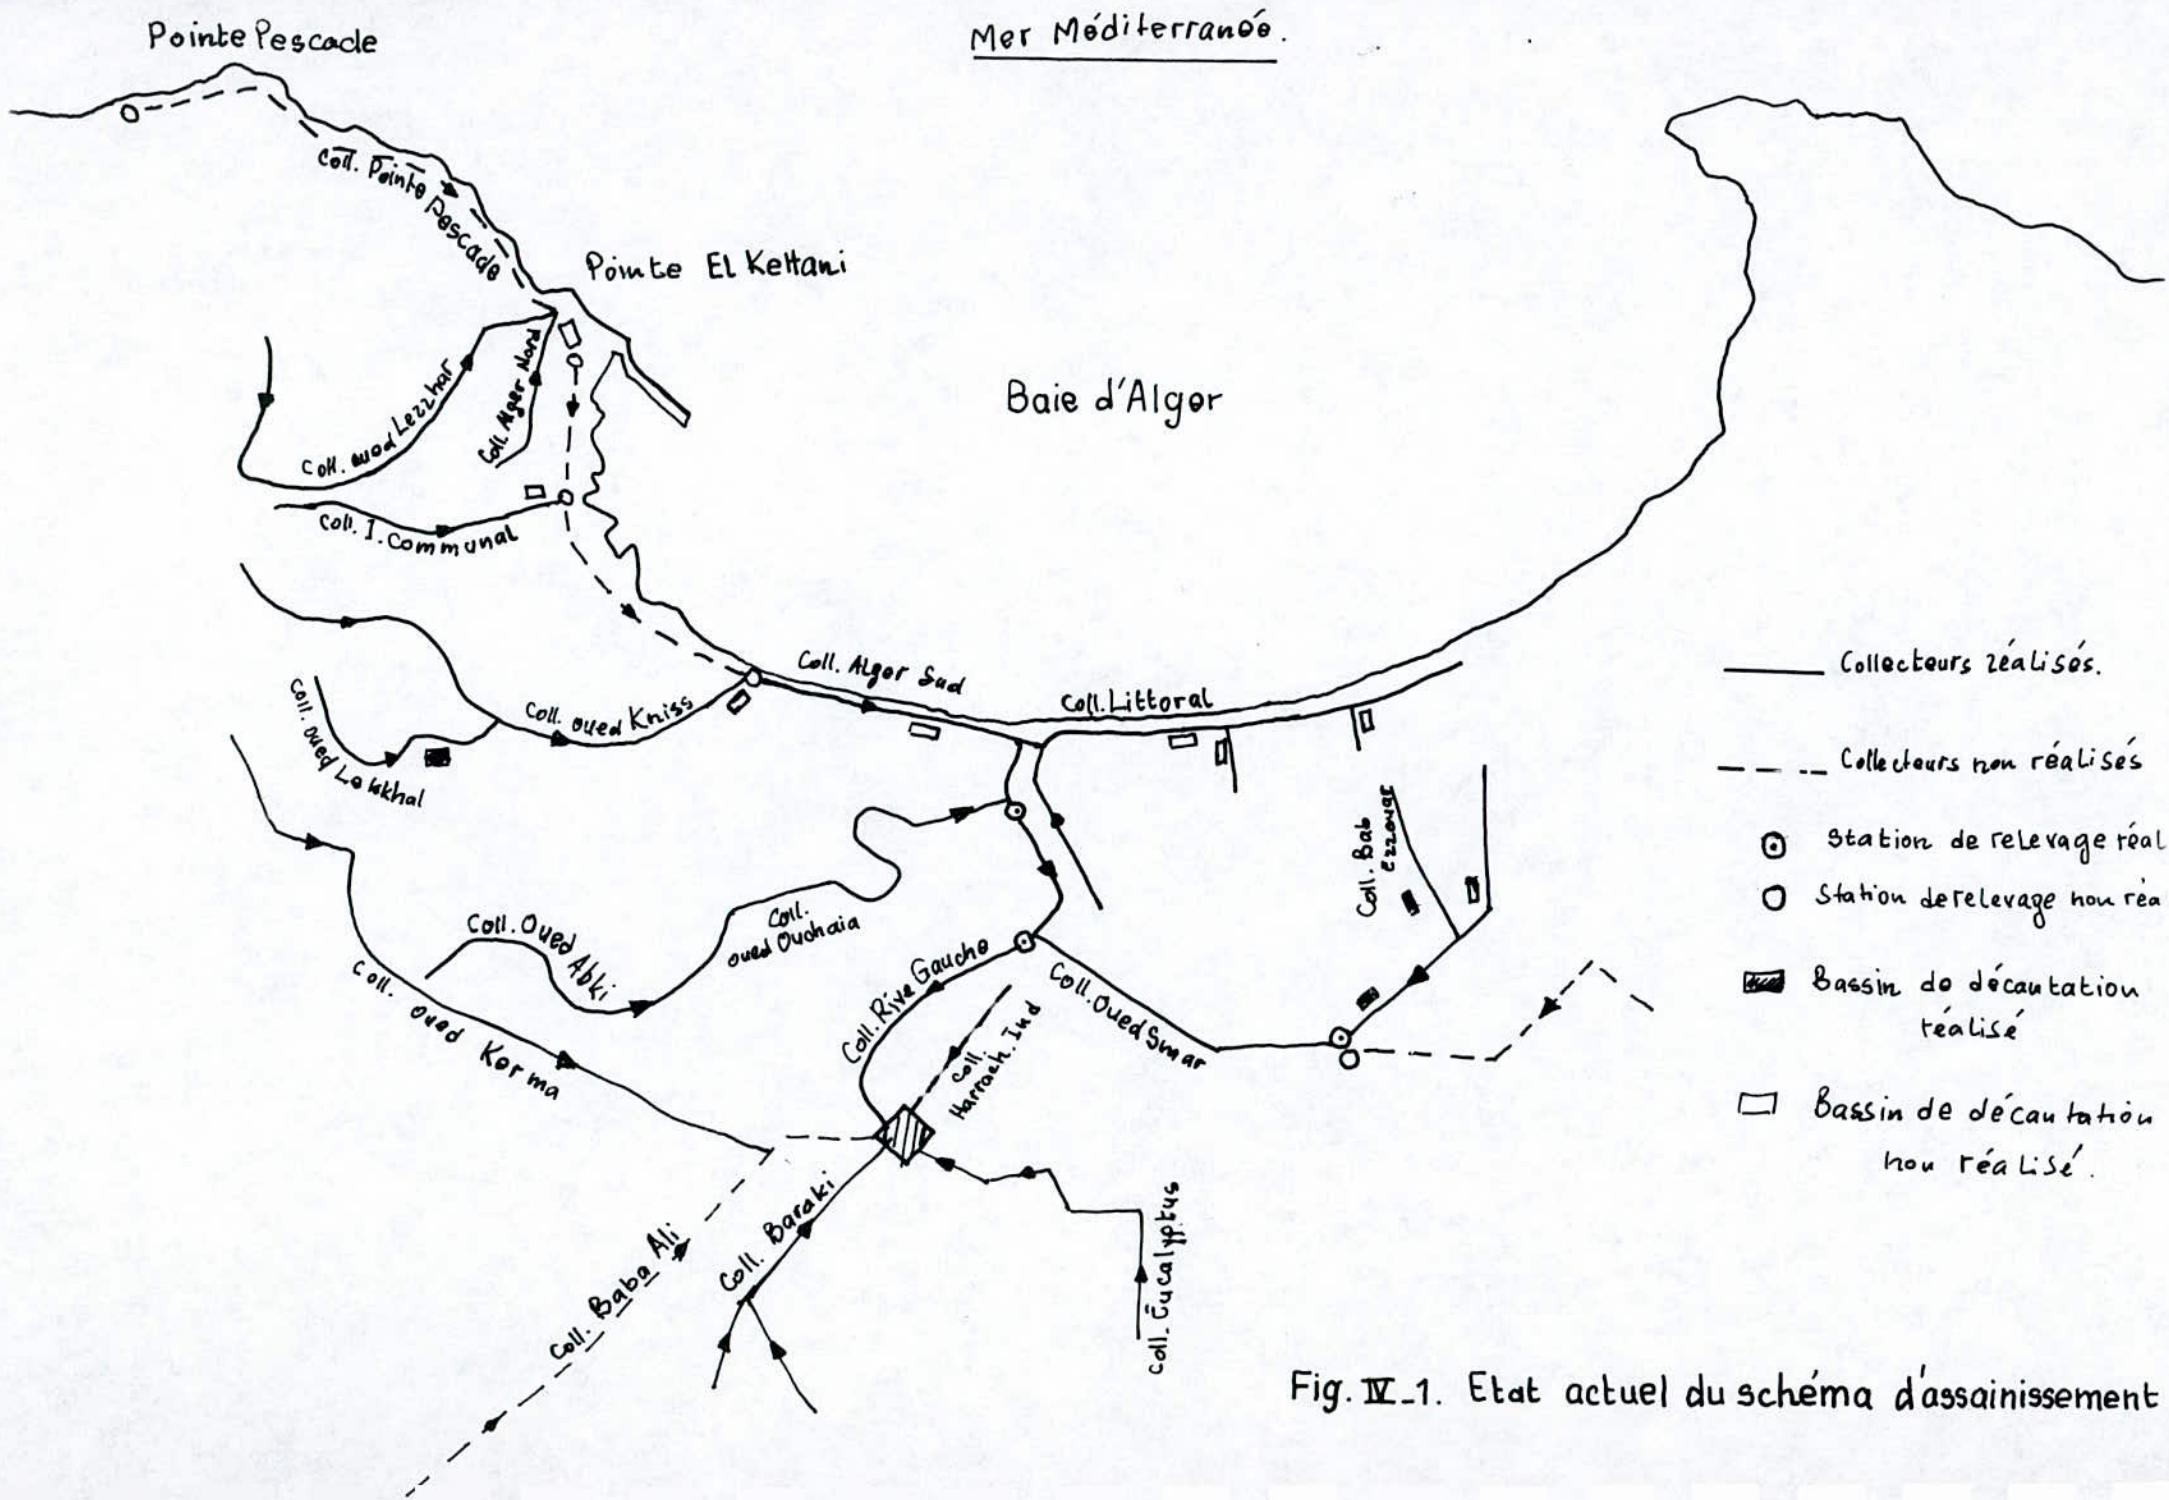 Pointe Pescade
Mer Méditerranée.
Coll. Pointe Pescade
Pointe El Kettani
Baie d'Alger
Coll. oued Lezzhar
Coll. Alger Nord
Coll. I. Communal
Coll. Alger Sud
Coll. Littoral
Coll. oued Kniss
Coll. oued Lekkhal
Coll. Bab
Ezzouar
Coll. Oued Abki
Coll.
oued Ouchaia
Coll. oued Kerma
Coll. Rive Gauche
Coll. Oued Smar
Coll.
Harrach. Ind
Coll. Baba Ali
Coll. Baraki
Coll. Eucalyptus
Collecteurs réalisés.
Collecteurs non réalisés
Station de relevage réal
Station de relevage non réa
Bassin de décantation
réalisé
Bassin de décantation
non réalisé.
Fig. IV_1. Etat actuel du schéma d'assainissement